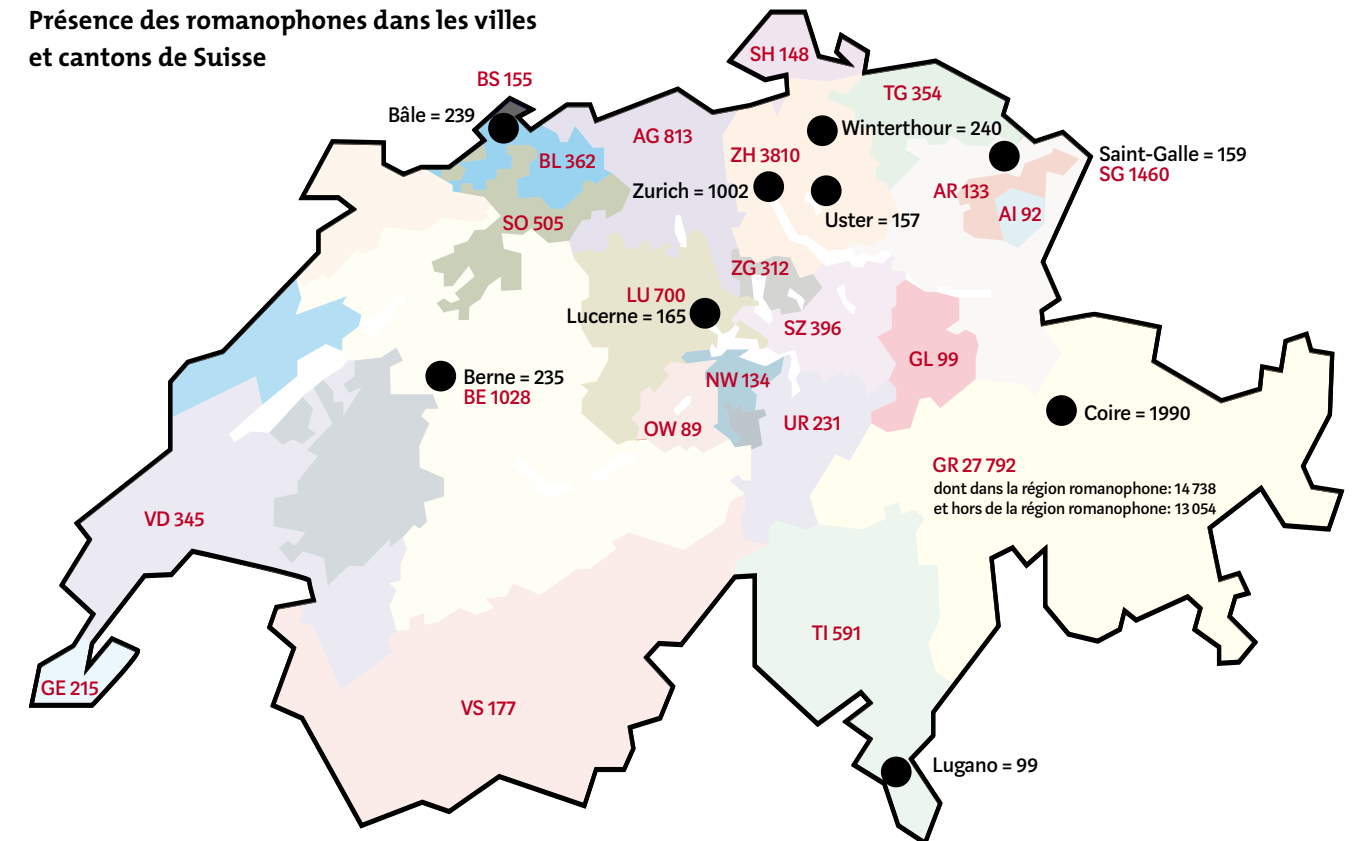 Présence des romanophones dans les villes
et cantons de Suisse
SH 148
BS 155
TG 354
Bâle = 239
Winterthour = 240
AG 813
ZH 3810
BL 362
Saint-Galle = 159
SG 1460
Zurich = 1002
AR 133
AI 92
SO 505
Uster = 157
ZG 312
LU 700
Lucerne = 165
SZ 396
GL 99
NW 134
Berne = 235
BE 1028
Coire = 1990
OW 89
UR 231
GR 27 792
dont dans la région romanophone: 14 738
et hors de la région romanophone: 13 054
VD 345
TI 591
GE 215
VS 177
Lugano = 99